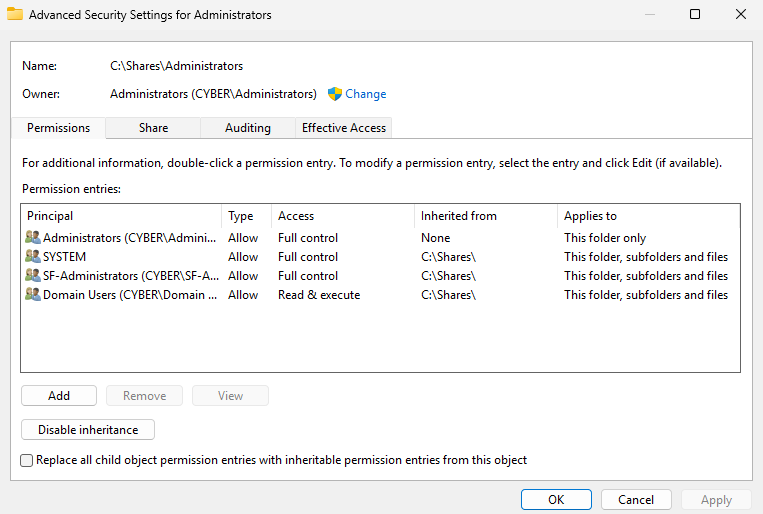 Advanced Security Settings for Administrators
Name: C:\Shares\Administrators
Owner: Administrators (CYBER\Administrators) Change
Permissions Share Auditing Effective Access
For additional information, double-click a permission entry. To modify a permission entry, select the entry and click Edit (if available).
Permission entries:
Principal Type Access Inherited from Applies to
Administrators (CYBER\Admini... Allow Full control None This folder only
SYSTEM Allow Full control C:\Shares\ This folder, subfolders and files
SF-Administrators (CYBER\SF-A... Allow Full control C:\Shares\ This folder, subfolders and files
Domain Users (CYBER\Domain ... Allow Read & execute C:\Shares\ This folder, subfolders and files
Add Remove View
Disable inheritance
Replace all child object permission entries with inheritable permission entries from this object
OK Cancel Apply